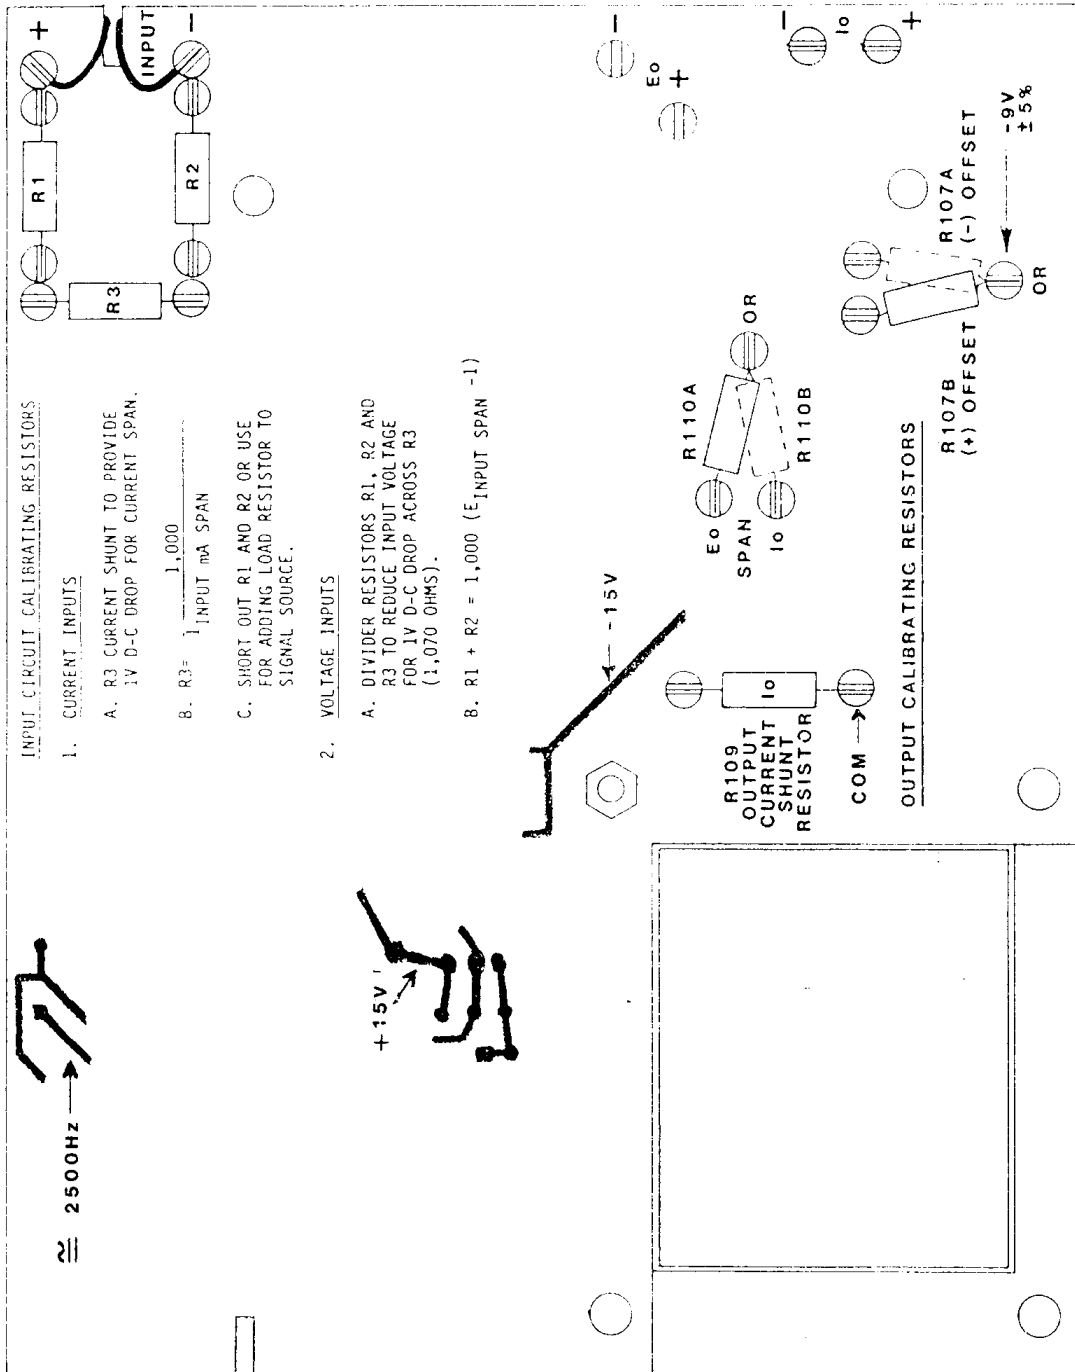 INPUT CIRCUIT CALIBRATING RESISTORS
1. CURRENT INPUTS
A. R3 CURRENT SHUNT TO PROVIDE
1V D-C DROP FOR CURRENT SPAN.
B. R3= 1,000
I INPUT mA SPAN
C. SHORT OUT R1 AND R2 OR USE
FOR ADDING LOAD RESISTOR TO
SIGNAL SOURCE.
2. VOLTAGE INPUTS
A. DIVIDER RESISTORS R1, R2 AND
R3 TO REDUCE INPUT VOLTAGE
FOR 1V D-C DROP ACROSS R3
(1,070 OHMS).
B. R1 + R2 = 1,000 (E INPUT SPAN -1)
+
INPUT
-
R1
R2
R3
≅ 2500Hz
+15V
-15V
-
Eo
+
-
Io
+
R110A
OR
R110B
Eo
SPAN
Io
R107A
(-) OFFSET
-9V
±5%
OR
R107B
(+) OFFSET
R109
OUTPUT
CURRENT
SHUNT
RESISTOR
Io
COM
OUTPUT CALIBRATING RESISTORS